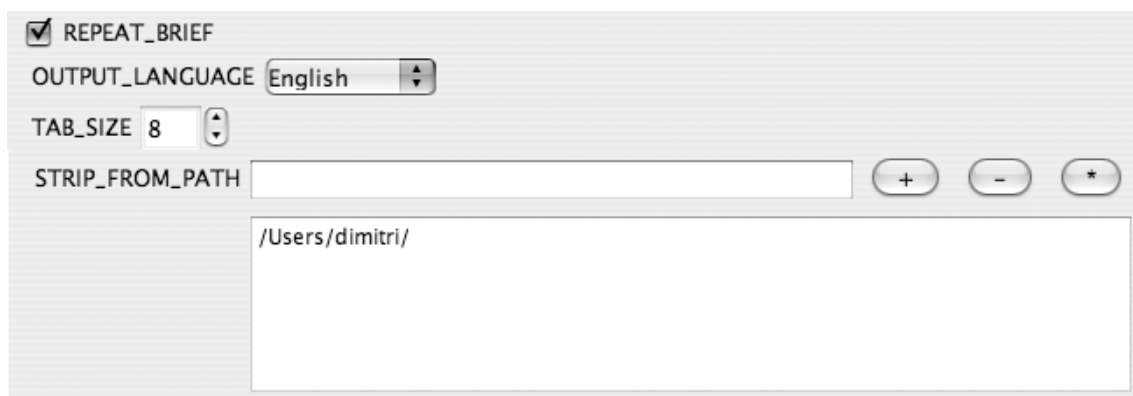 REPEAT_BRIEF
OUTPUT_LANGUAGE English
TAB_SIZE 8
STRIP_FROM_PATH + - *
/Users/dimitri/